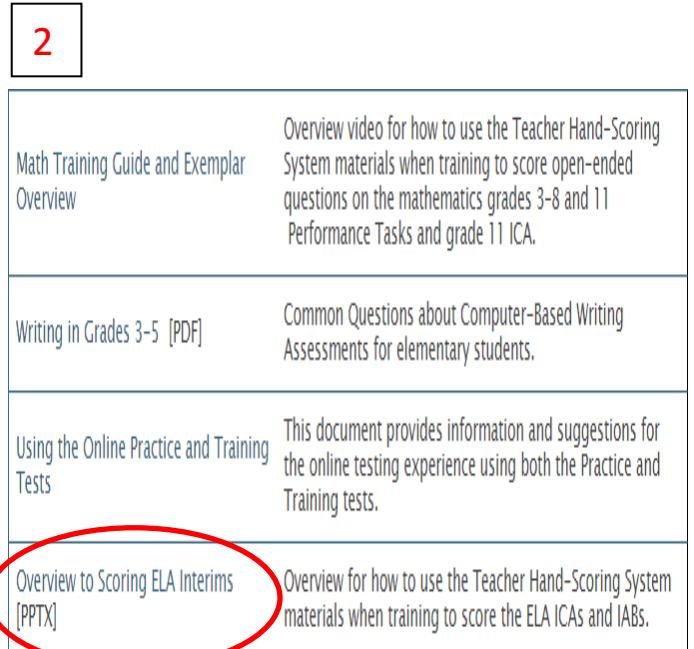 2
Math Training Guide and Exemplar
Overview
Overview video for how to use the Teacher Hand-Scoring
System materials when training to score open-ended
questions on the mathematics grades 3-8 and 11
Performance Tasks and grade 11 ICA.
Writing in Grades 3-5 [PDF]
Common Questions about Computer-Based Writing
Assessments for elementary students.
Using the Online Practice and Training
Tests
This document provides information and suggestions for
the online testing experience using both the Practice and
Training tests.
Overview to Scoring ELA Interims
[PPTX]
Overview for how to use the Teacher Hand-Scoring System
materials when training to score the ELA ICAs and IABs.